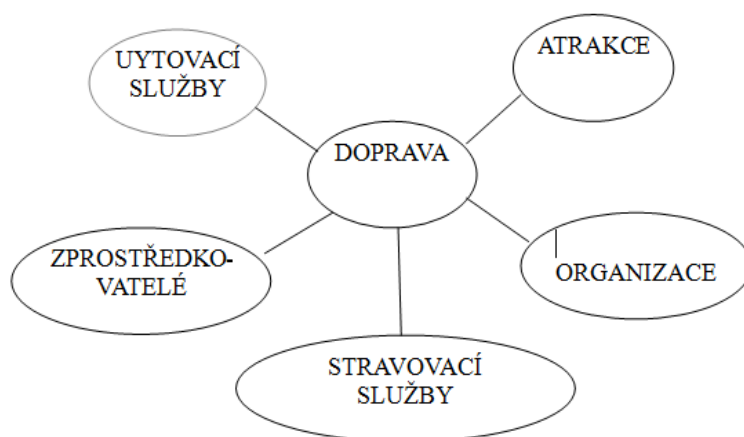 UYTOVACÍ
SLUŽBY
ATRAKCE
DOPRAVA
ZPROSTŘEDKO-
VATELÉ
ORGANIZACE
STRAVOVACÍ
SLUŽBY